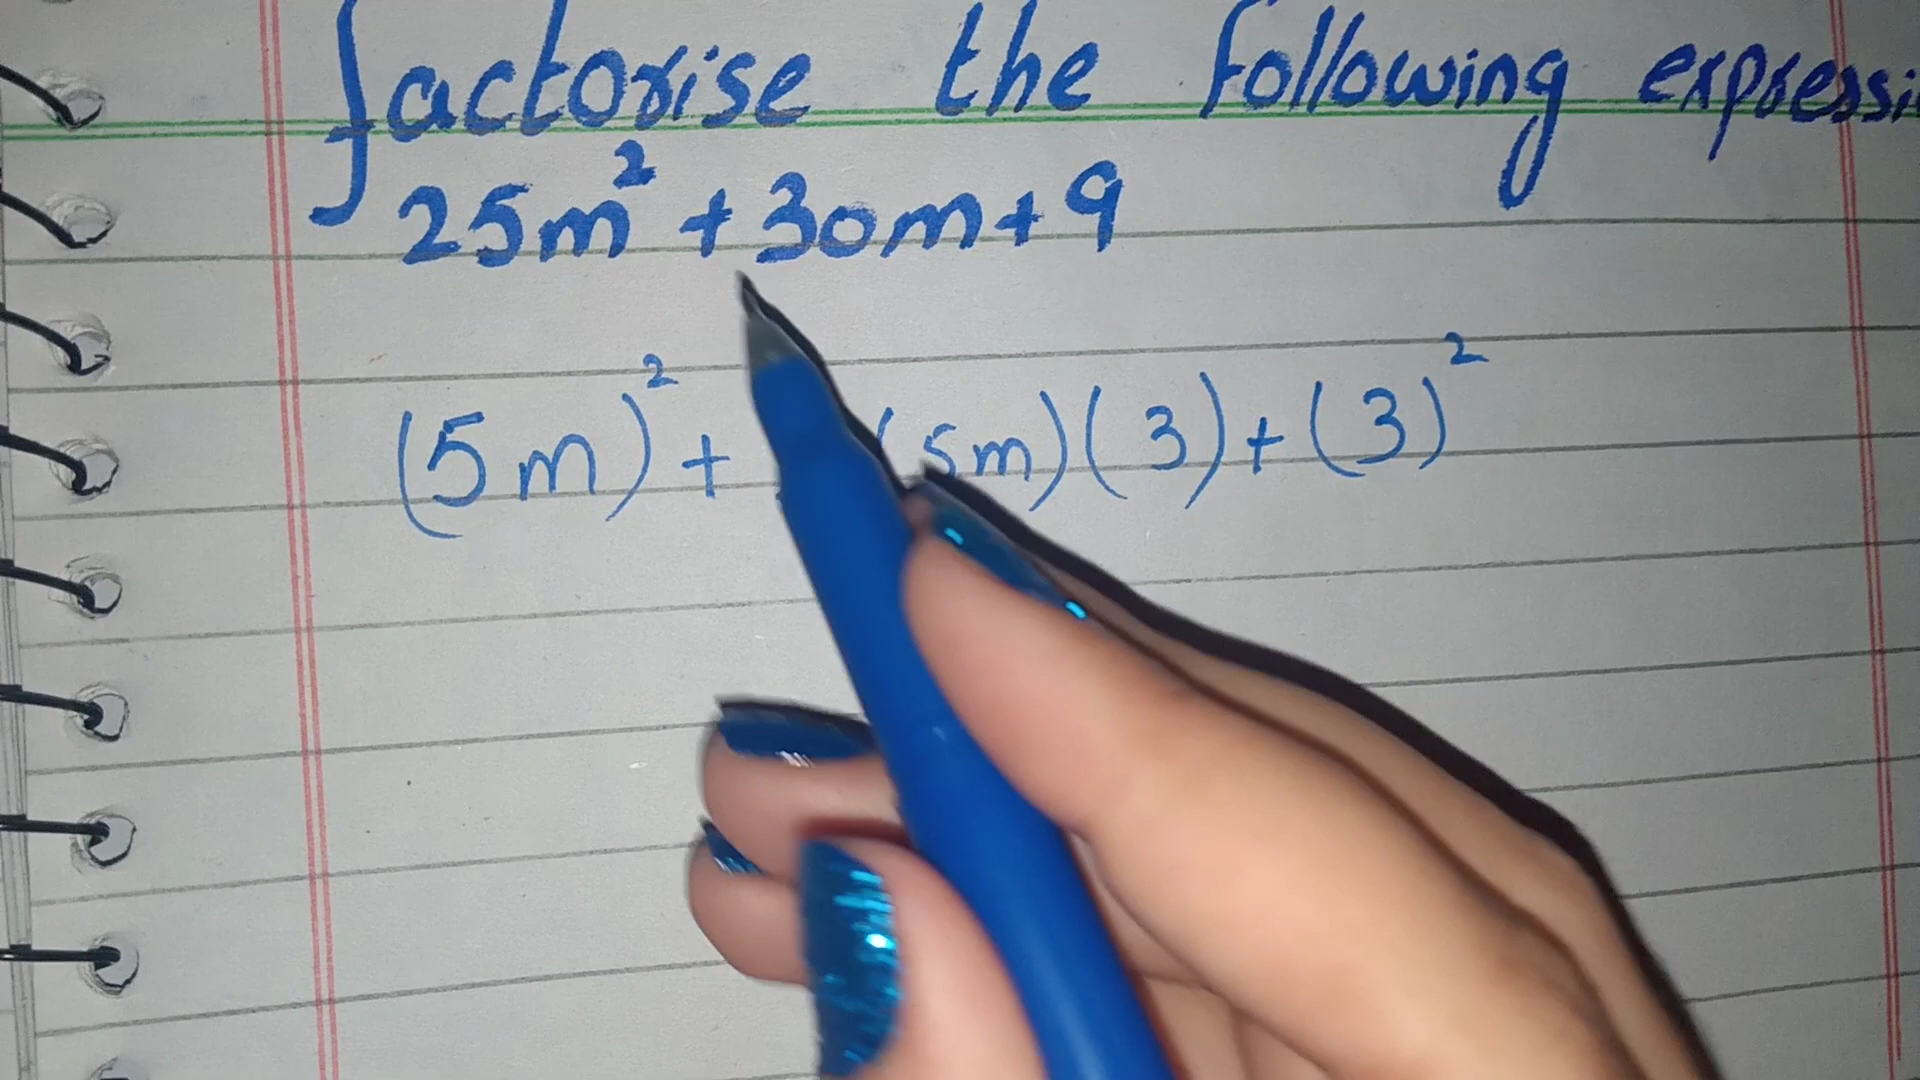 factorise the following expressi
25m² + 30m + 9
(5m)² + (5m)(3) + (3)²